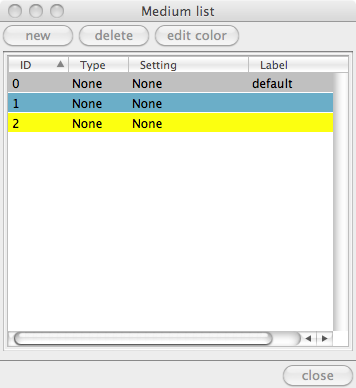 Medium list
new delete edit color
ID Type Setting Label
0 None None default
1 None None
2 None None
close